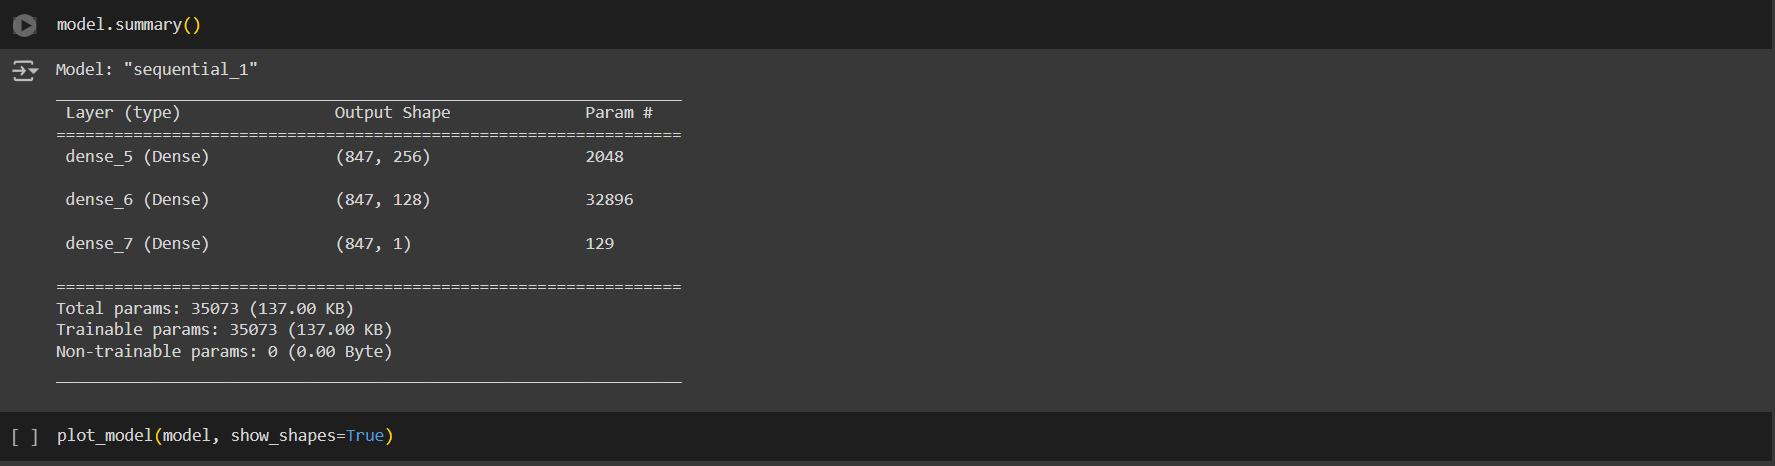 model.summary()
Model: "sequential_1"
_________________________________________________________________
Layer (type) Output Shape Param #
=================================================================
dense_5 (Dense) (847, 256) 2048
dense_6 (Dense) (847, 128) 32896
dense_7 (Dense) (847, 1) 129
=================================================================
Total params: 35073 (137.00 KB)
Trainable params: 35073 (137.00 KB)
Non-trainable params: 0 (0.00 Byte)
_________________________________________________________________
[ ] plot_model(model, show_shapes=True)